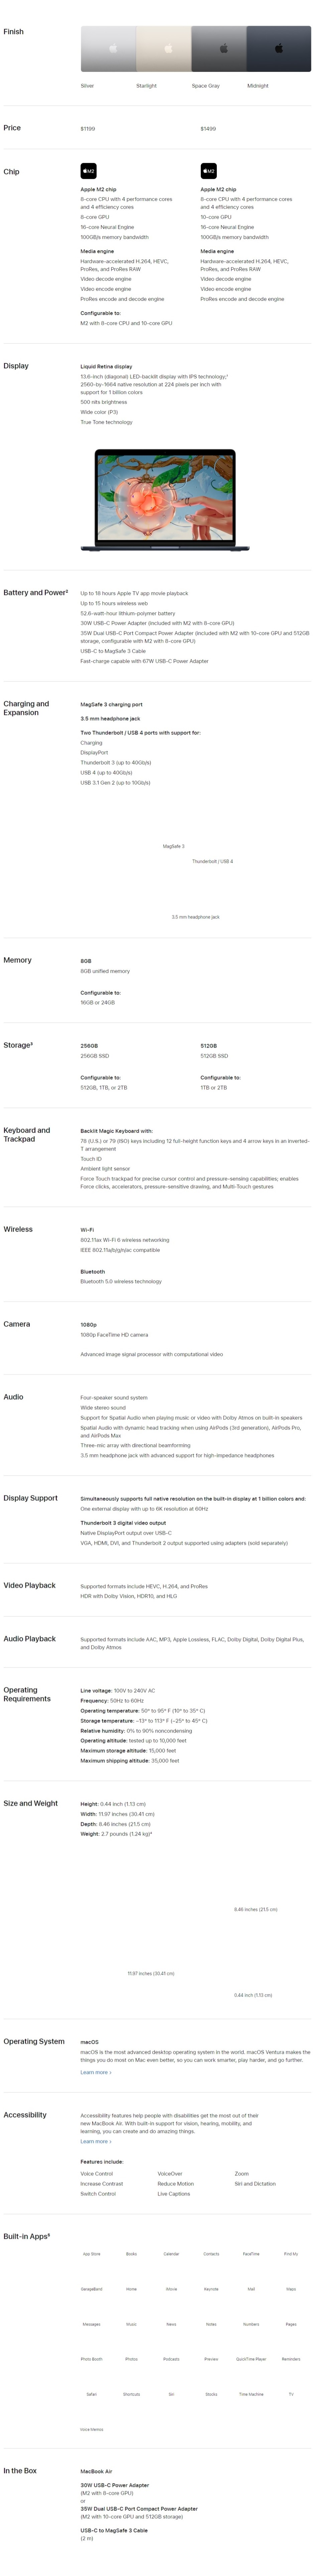 Finish
Silver Starlight Space Gray Midnight
Price
$1199 $1499
Chip
M2 M2
Apple M2 chip
8-core CPU with 4 performance cores
and 4 efficiency cores
8-core GPU
16-core Neural Engine
100GB/s memory bandwidth
Media engine
Hardware-accelerated H.264, HEVC,
ProRes, and ProRes RAW
Video decode engine
Video encode engine
ProRes encode and decode engine
Configurable to:
M2 with 8-core CPU and 10-core GPU
Apple M2 chip
8-core CPU with 4 performance cores
and 4 efficiency cores
10-core GPU
16-core Neural Engine
100GB/s memory bandwidth
Media engine
Hardware-accelerated H.264, HEVC,
ProRes, and ProRes RAW
Video decode engine
Video encode engine
ProRes encode and decode engine
Display
Liquid Retina display
13.6-inch (diagonal) LED-backlit display with IPS technology;¹
2560-by-1664 native resolution at 224 pixels per inch with
support for 1 billion colors
500 nits brightness
Wide color (P3)
True Tone technology
Battery and Power²
Up to 18 hours Apple TV app movie playback
Up to 15 hours wireless web
52.6-watt-hour lithium-polymer battery
30W USB-C Power Adapter (included with M2 with 8-core GPU)
35W Dual USB-C Port Compact Power Adapter (included with M2 with 10-core GPU and 512GB
storage, configurable with M2 with 8-core GPU)
USB-C to MagSafe 3 Cable
Fast-charge capable with 67W USB-C Power Adapter
Charging and
Expansion
MagSafe 3 charging port
3.5 mm headphone jack
Two Thunderbolt / USB 4 ports with support for:
Charging
DisplayPort
Thunderbolt 3 (up to 40Gb/s)
USB 4 (up to 40Gb/s)
USB 3.1 Gen 2 (up to 10Gb/s)
MagSafe 3
Thunderbolt / USB 4
3.5 mm headphone jack
Memory
8GB
8GB unified memory
Configurable to:
16GB or 24GB
Storage³
256GB
256GB SSD
Configurable to:
512GB, 1TB, or 2TB
512GB
512GB SSD
Configurable to:
1TB or 2TB
Keyboard and
Trackpad
Backlit Magic Keyboard with:
78 (U.S.) or 79 (ISO) keys including 12 full-height function keys and 4 arrow keys in an inverted-
T arrangement
Touch ID
Ambient light sensor
Force Touch trackpad for precise cursor control and pressure-sensing capabilities; enables
Force clicks, accelerators, pressure-sensitive drawing, and Multi-Touch gestures
Wireless
Wi-Fi
802.11ax Wi-Fi 6 wireless networking
IEEE 802.11a/b/g/n/ac compatible
Bluetooth
Bluetooth 5.0 wireless technology
Camera
1080p
1080p FaceTime HD camera
Advanced image signal processor with computational video
Audio
Four-speaker sound system
Wide stereo sound
Support for Spatial Audio when playing music or video with Dolby Atmos on built-in speakers
Spatial Audio with dynamic head tracking when using AirPods (3rd generation), AirPods Pro,
and AirPods Max
Three-mic array with directional beamforming
3.5 mm headphone jack with advanced support for high-impedance headphones
Display Support
Simultaneously supports full native resolution on the built-in display at 1 billion colors and:
One external display with up to 6K resolution at 60Hz
Thunderbolt 3 digital video output
Native DisplayPort output over USB-C
VGA, HDMI, DVI, and Thunderbolt 2 output supported using adapters (sold separately)
Video Playback
Supported formats include HEVC, H.264, and ProRes
HDR with Dolby Vision, HDR10, and HLG
Audio Playback
Supported formats include AAC, MP3, Apple Lossless, FLAC, Dolby Digital, Dolby Digital Plus,
and Dolby Atmos
Operating
Requirements
Line voltage: 100V to 240V AC
Frequency: 50Hz to 60Hz
Operating temperature: 50° to 95° F (10° to 35° C)
Storage temperature: –13° to 113° F (–25° to 45° C)
Relative humidity: 0% to 90% noncondensing
Operating altitude: tested up to 10,000 feet
Maximum storage altitude: 15,000 feet
Maximum shipping altitude: 35,000 feet
Size and Weight
Height: 0.44 inch (1.13 cm)
Width: 11.97 inches (30.41 cm)
Depth: 8.46 inches (21.5 cm)
Weight: 2.7 pounds (1.24 kg)⁴
8.46 inches (21.5 cm)
11.97 inches (30.41 cm)
0.44 inch (1.13 cm)
Operating System
macOS
macOS is the most advanced desktop operating system in the world. macOS Ventura makes the
things you do most on Mac even better, so you can work smarter, play harder, and go further.
Learn more ›
Accessibility
Accessibility features help people with disabilities get the most out of their
new MacBook Air. With built-in support for vision, hearing, mobility, and
learning, you can create and do amazing things.
Learn more ›
Features include:
Voice Control VoiceOver Zoom
Increase Contrast Reduce Motion Siri and Dictation
Switch Control Live Captions
Built-in Apps⁵
App Store Books Calendar Contacts FaceTime Find My
GarageBand Home iMovie Keynote Mail Maps
Messages Music News Notes Numbers Pages
Photo Booth Photos Podcasts Preview QuickTime Player Reminders
Safari Shortcuts Siri Stocks Time Machine TV
Voice Memos
In the Box
MacBook Air
30W USB-C Power Adapter
(M2 with 8-core GPU)
or
35W Dual USB-C Port Compact Power Adapter
(M2 with 10-core GPU and 512GB storage)
USB-C to MagSafe 3 Cable
(2 m)